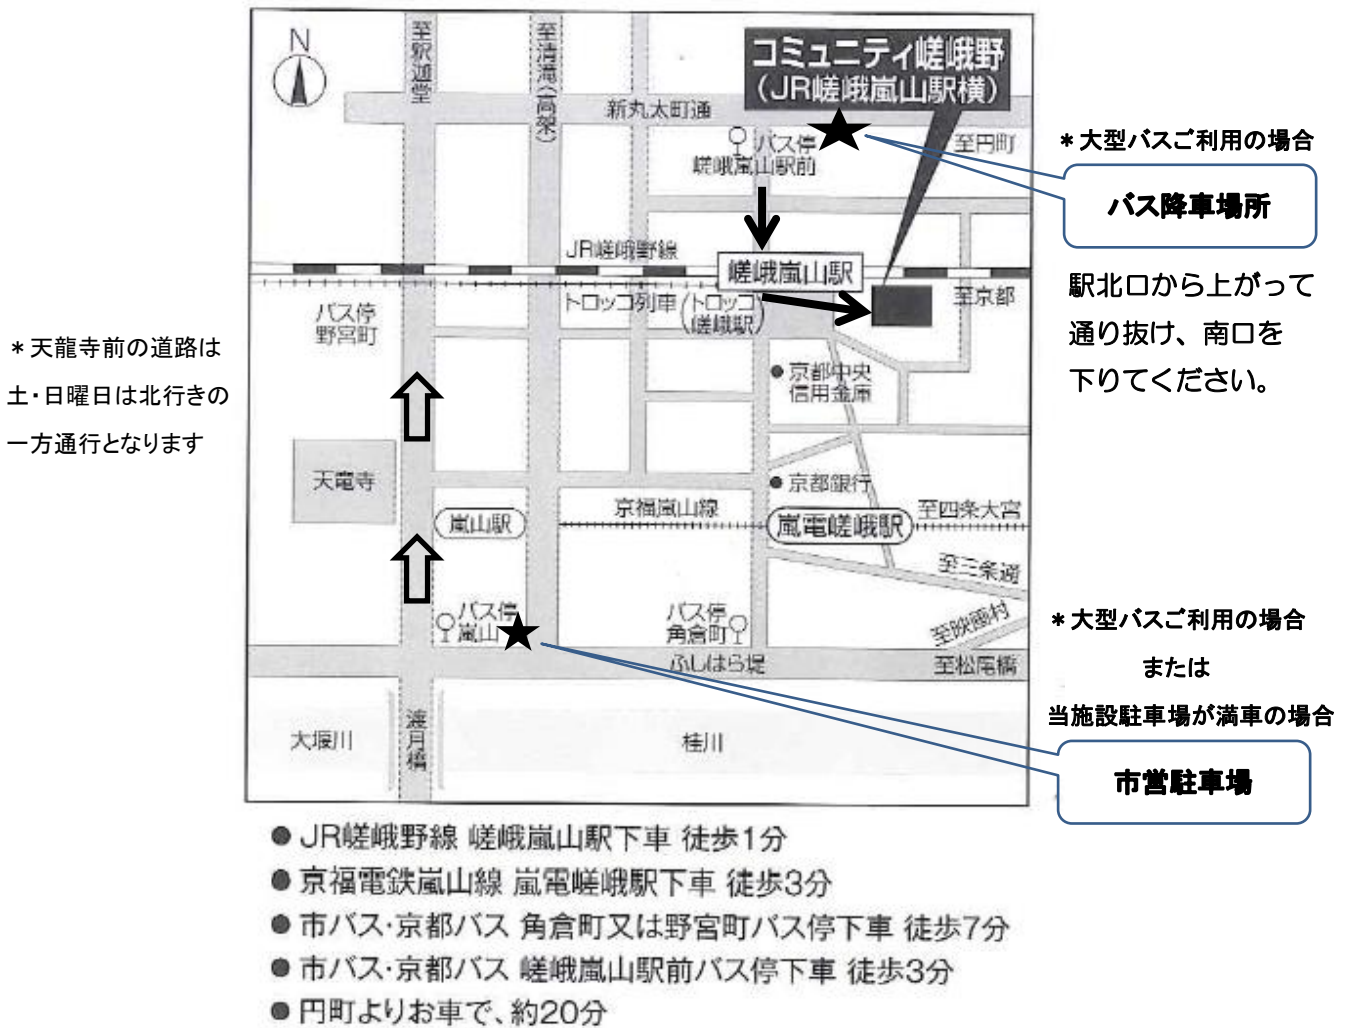 N
至釈迦堂
至清滝(高架)
コミュニティ嵯峨野
(JR嵯峨嵐山駅横)
新丸太町通
バス停
嵯峨嵐山駅前
至円町
*大型バスご利用の場合
バス降車場所
駅北口から上がって
通り抜け、南口を
下りてください。
JR嵯峨野線
嵯峨嵐山駅
トロッコ列車
(トロッコ
嵯峨駅)
至京都
バス停
野宮町
*天龍寺前の道路は
土・日曜日は北行きの
一方通行となります
京都中央
信用金庫
天竜寺
京都銀行
嵐山駅
京福嵐山線
嵐電嵯峨駅
至四条大宮
至三条通
バス停
嵐山
バス停
角倉町
至映画村
ふしはら堤
至松尾橋
*大型バスご利用の場合
または
当施設駐車場が満車の場合
市営駐車場
大堰川
渡月橋
桂川
●JR嵯峨野線 嵯峨嵐山駅下車 徒歩1分
●京福電鉄嵐山線 嵐電嵯峨駅下車 徒歩3分
●市バス・京都バス 角倉町又は野宮町バス停下車 徒歩7分
●市バス・京都バス 嵯峨嵐山駅前バス停下車 徒歩3分
●円町よりお車で、約20分